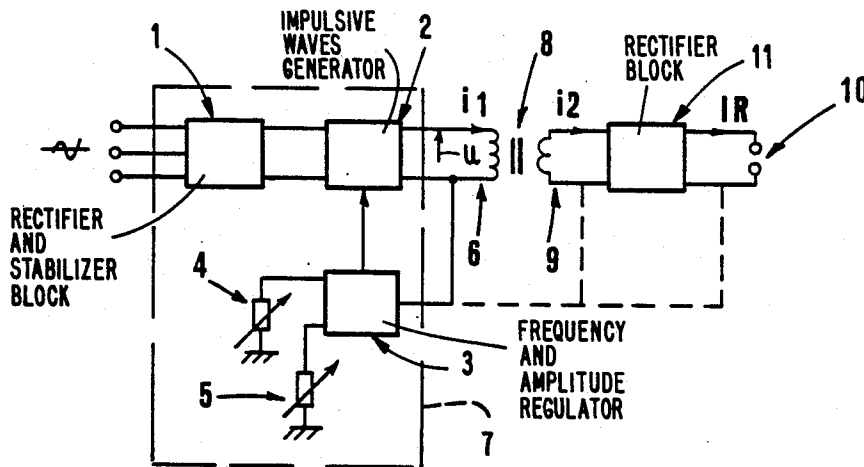 IMPULSIVE
WAVES
GENERATOR
1
2
8
RECTIFIER
BLOCK
11
10
i1
i2
IR
u
RECTIFIER
AND
STABILIZER
BLOCK
6
9
4
5
3
FREQUENCY
AND
AMPLITUDE
REGULATOR
7